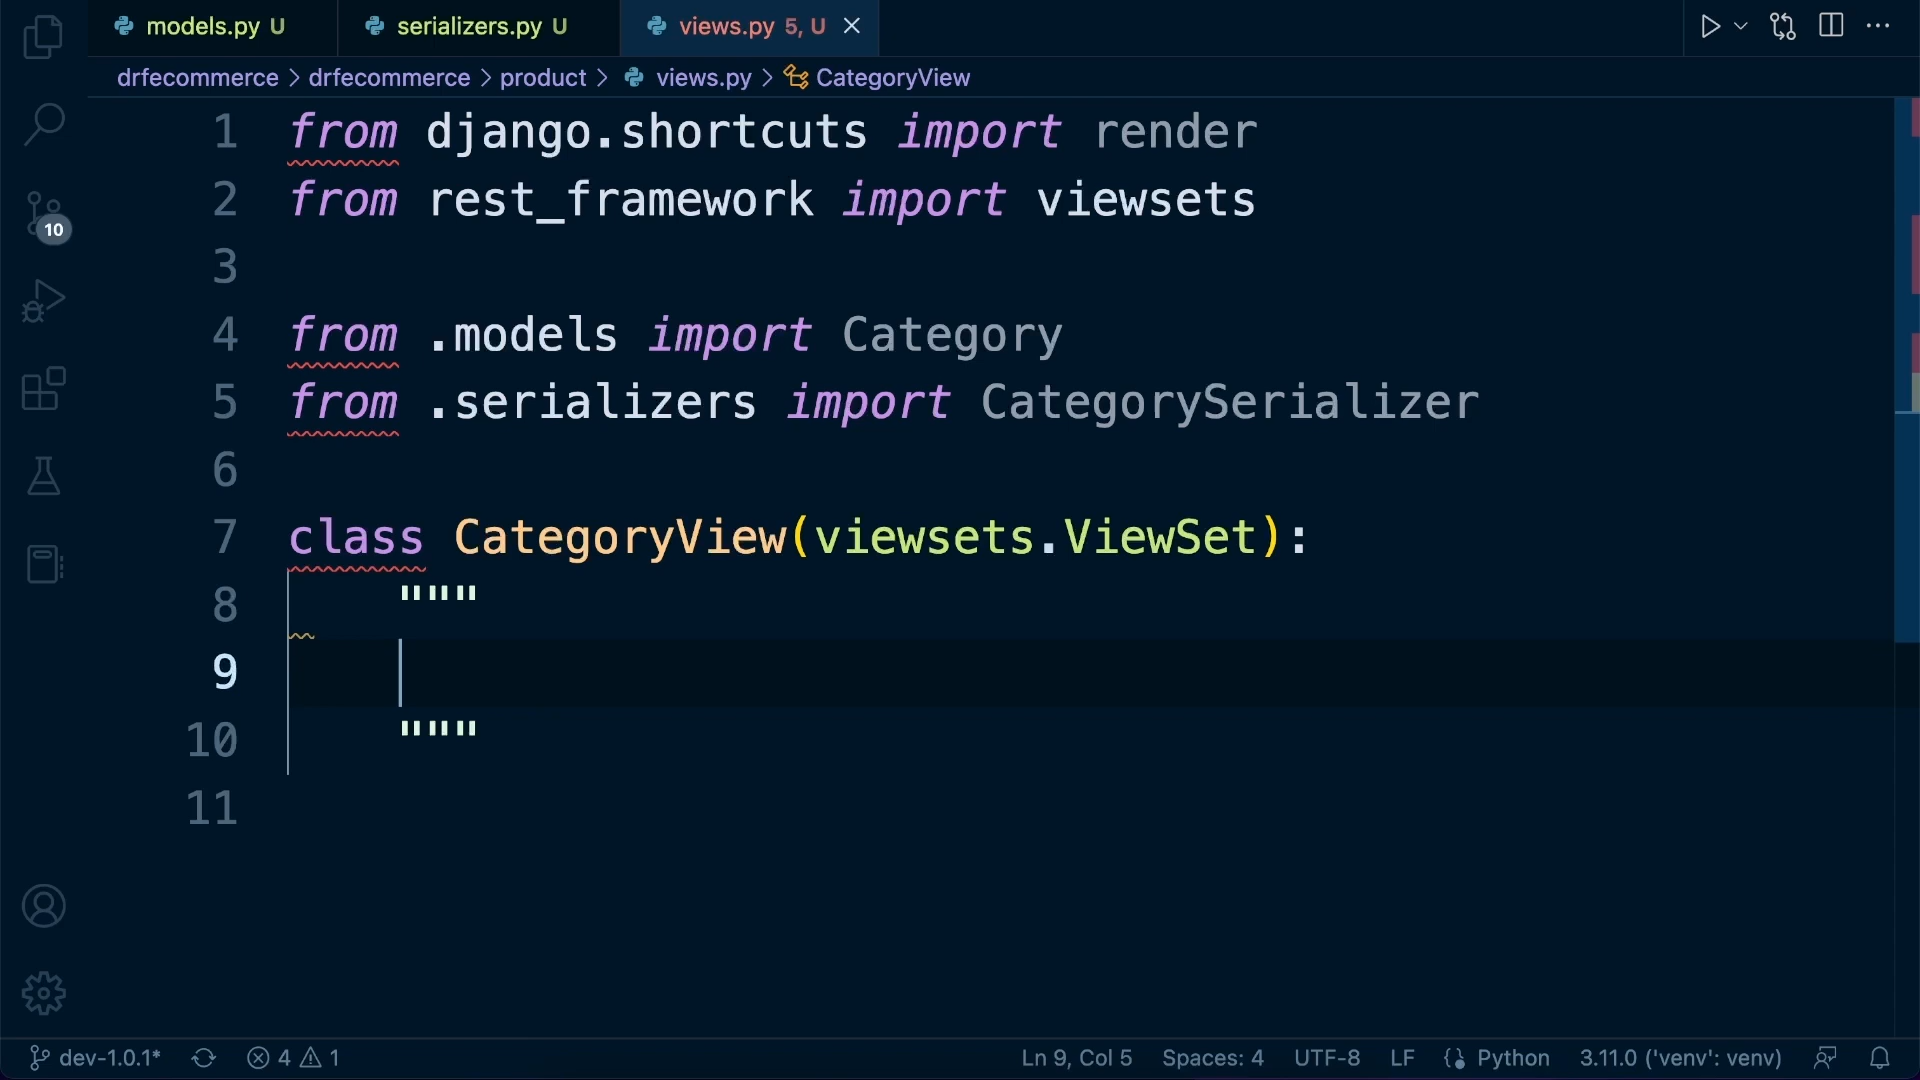 models.py U serializers.py U views.py 5, U
drfecommerce > drfecommerce > product > views.py > CategoryView
1 from django.shortcuts import render
2 from rest_framework import viewsets
3
4 from .models import Category
5 from .serializers import CategorySerializer
6
7 class CategoryView(viewsets.ViewSet):
8 """
9
10 """
11
10
dev-1.0.1* 4 1 Ln 9, Col 5 Spaces: 4 UTF-8 LF Python 3.11.0 ('venv': venv)